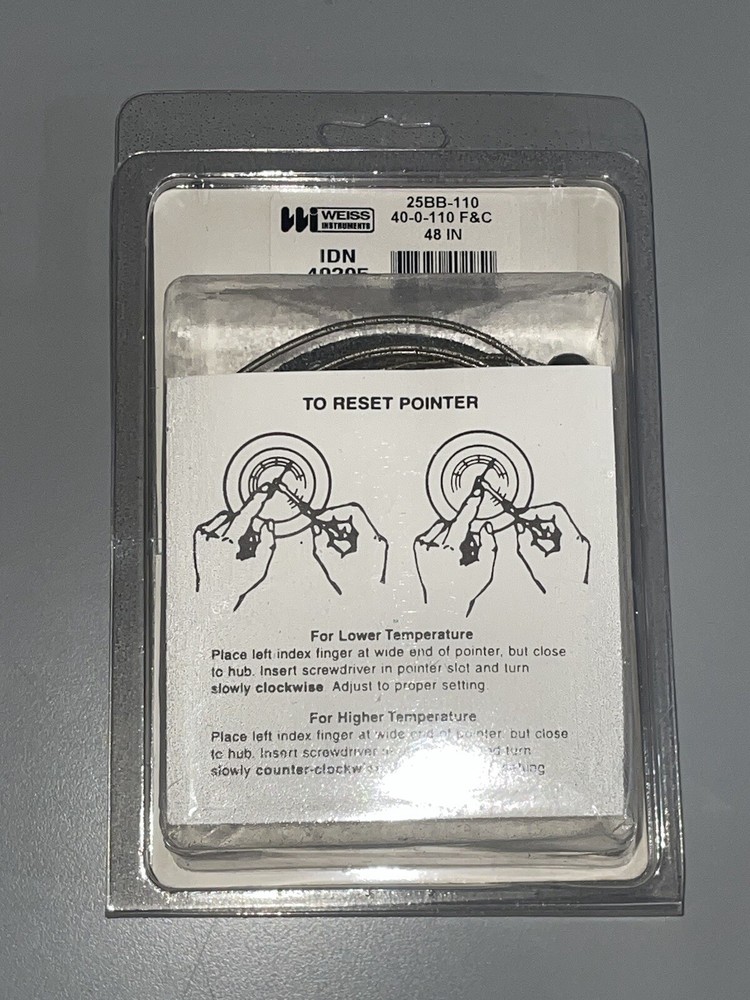 Wi WEISS
INSTRUMENTS
25BB-110
40-0-110 F&C
48 IN
IDN
TO RESET POINTER
For Lower Temperature
Place left index finger at wide end of pointer, but close
to hub. Insert screwdriver in pointer slot and turn
slowly clockwise. Adjust to proper setting.
For Higher Temperature
Place left index finger at wide end of pointer but close
to hub. Insert screwdriver turn
slowly